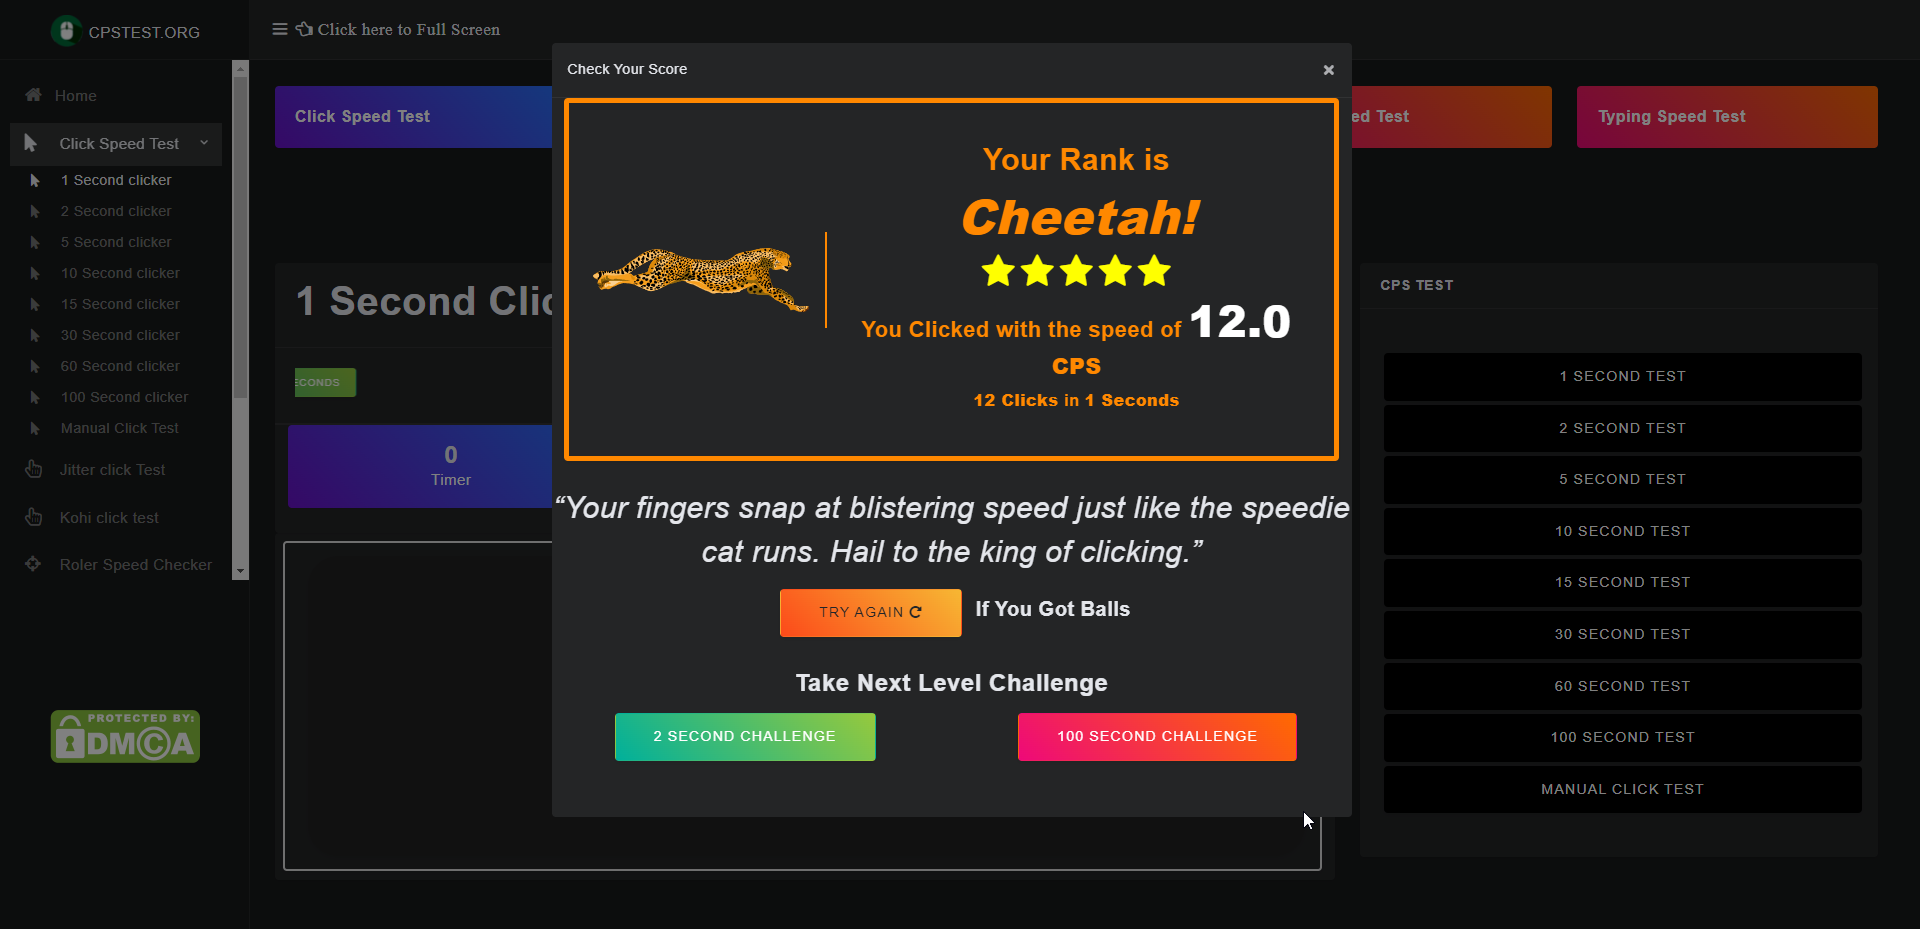 CPSTEST.ORG
Click here to Full Screen
Home
Click Speed Test
1 Second clicker
2 Second clicker
5 Second clicker
10 Second clicker
15 Second clicker
30 Second clicker
60 Second clicker
100 Second clicker
Manual Click Test
Jitter click Test
Kohi click test
Roler Speed Checker
PROTECTED BY:
DMCA
Click Speed Test
ed Test
Typing Speed Test
1 Second Clic
ECONDS
0
Timer
Check Your Score
×
Your Rank is
Cheetah!
You Clicked with the speed of 12.0
CPS
12 Clicks in 1 Seconds
“Your fingers snap at blistering speed just like the speedie
cat runs. Hail to the king of clicking.”
TRY AGAIN If You Got Balls
Take Next Level Challenge
2 SECOND CHALLENGE
100 SECOND CHALLENGE
CPS TEST
1 SECOND TEST
2 SECOND TEST
5 SECOND TEST
10 SECOND TEST
15 SECOND TEST
30 SECOND TEST
60 SECOND TEST
100 SECOND TEST
MANUAL CLICK TEST